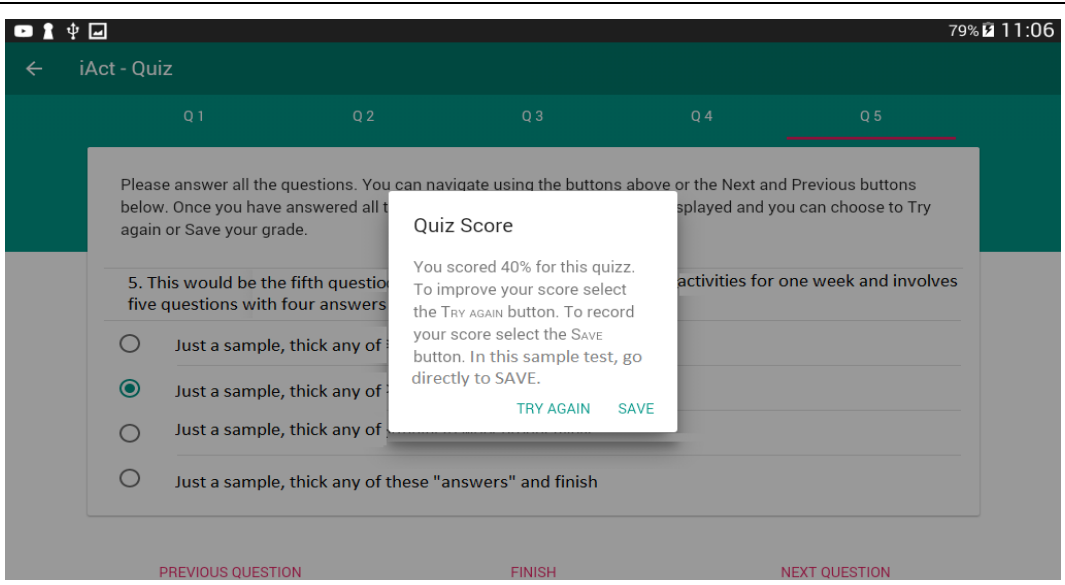 79% 11:06
iAct - Quiz
Q 1 Q 2 Q 3 Q 4 Q 5
Please answer all the questions. You can navigate using the buttons above or the Next and Previous buttons
below. Once you have answered all t splayed and you can choose to Try
again or Save your grade.
Quiz Score
You scored 40% for this quizz.
To improve your score select
the TRY AGAIN button. To record
your score select the SAVE
button. In this sample test, go
directly to SAVE.
TRY AGAIN SAVE
5. This would be the fifth questio activities for one week and involves
five questions with four answers
Just a sample, thick any of
Just a sample, thick any of
Just a sample, thick any of
Just a sample, thick any of these "answers" and finish
PREVIOUS QUESTION FINISH NEXT QUESTION